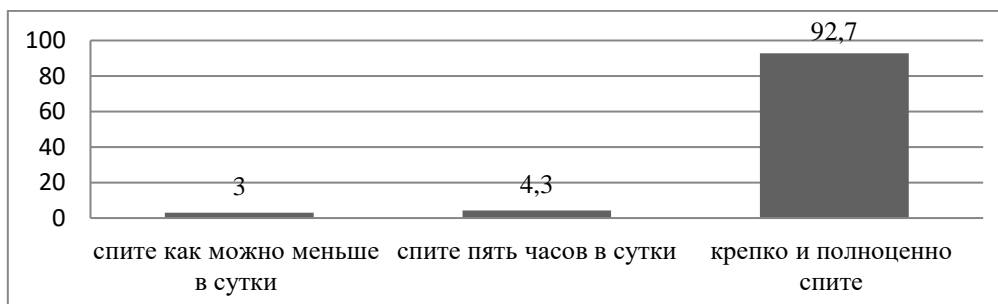 100
80
60
40
20
0
3
4,3
92,7
спите как можно меньше
в сутки
спите пять часов в сутки
крепко и полноценно
спите